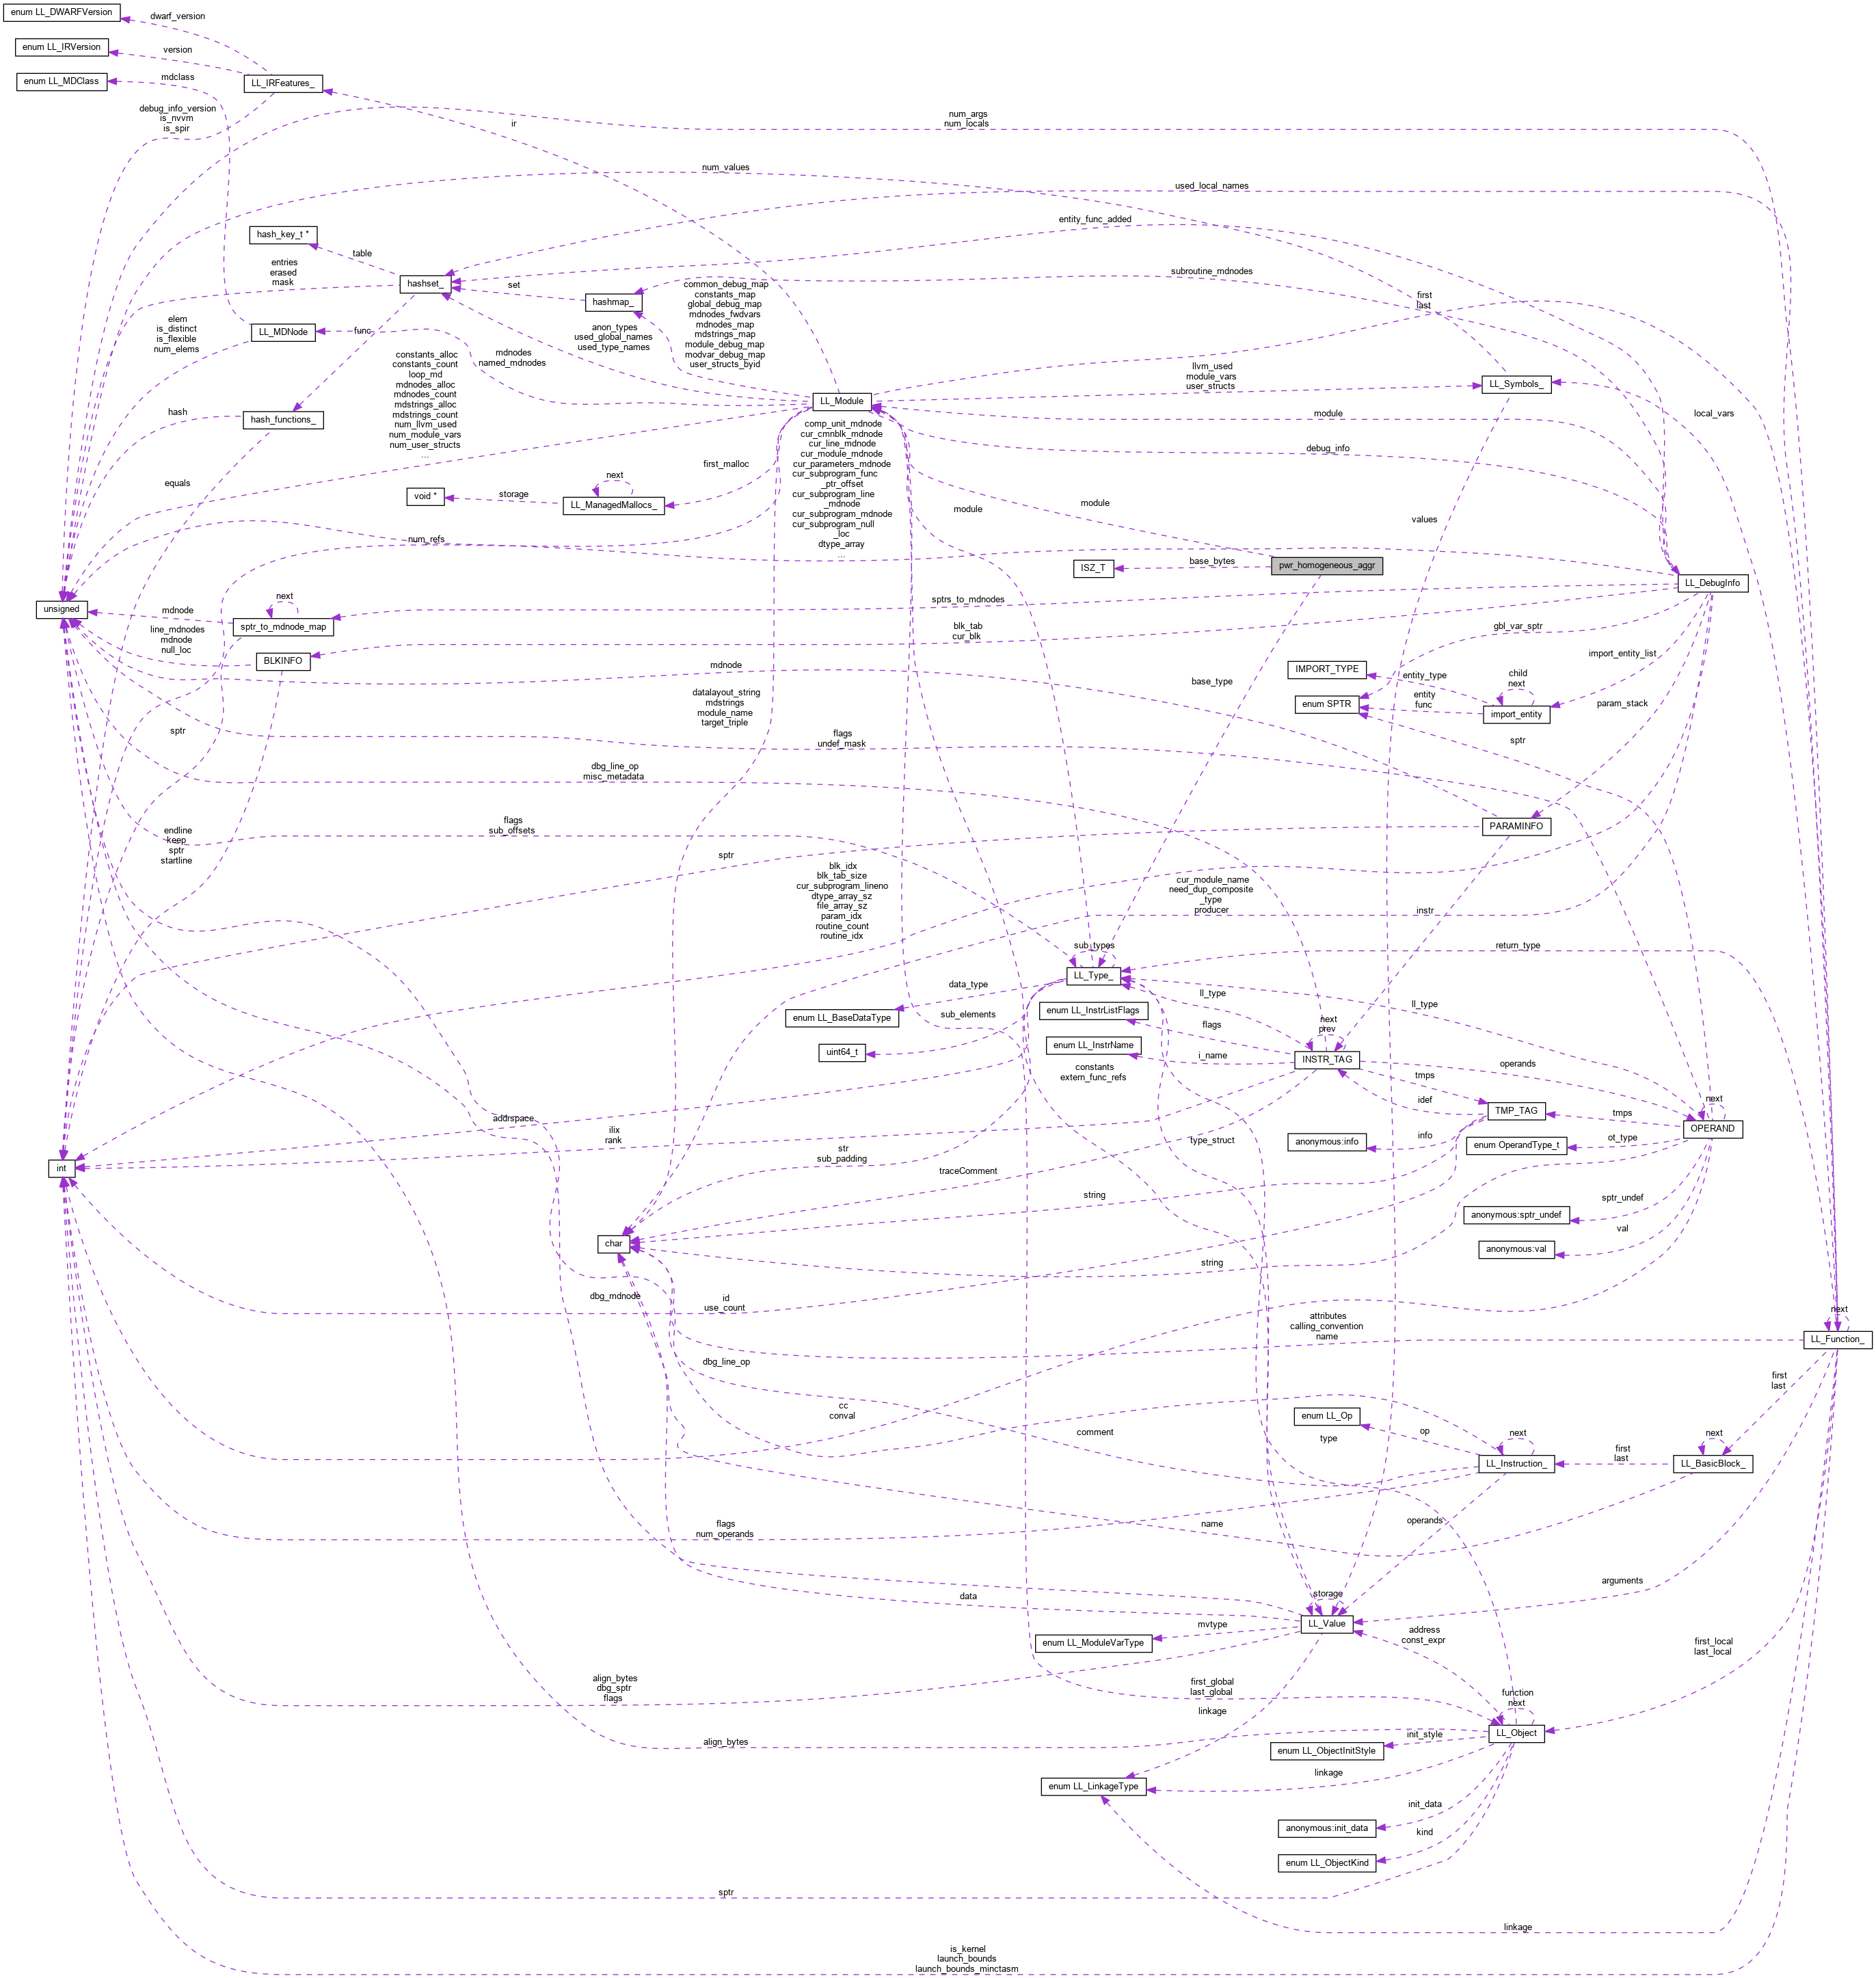 enum LL_DWARFVersion
dwarf_version
enum LL_IRVersion
version
enum LL_MDClass
mdclass
LL_IRFeatures_
debug_info_version
is_nvvm
is_spir
ir
num_args
num_locals
num_values
used_local_names
hash_key_t *
table
entity_func_added
entries
erased
mask
hashset_
set
hashmap_
subroutine_mdnodes
common_debug_map
constants_map
global_debug_map
mdnodes_fwdvars
mdnodes_map
mdstrings_map
module_debug_map
modvar_debug_map
user_structs_byid
first
last
elem
is_distinct
is_flexible
num_elems
LL_MDNode
func
anon_types
used_global_names
used_type_names
mdnodes
named_mdnodes
constants_alloc
constants_count
loop_md
mdnodes_alloc
mdnodes_count
mdstrings_alloc
mdstrings_count
num_llvm_used
num_module_vars
num_user_structs
...
LL_Module
llvm_used
module_vars
user_structs
LL_Symbols_
hash
hash_functions_
module
local_vars
comp_unit_mdnode
cur_cmnblk_mdnode
cur_line_mdnode
cur_module_mdnode
cur_parameters_mdnode
cur_subprogram_func
_ptr_offset
cur_subprogram_line
_mdnode
cur_subprogram_mdnode
cur_subprogram_null
_loc
dtype_array
...
debug_info
first_malloc
equals
void *
storage
next
LL_ManagedMallocs_
module
module
values
num_refs
ISZ_T
base_bytes
pwr_homogeneous_aggr
LL_DebugInfo
unsigned
mdnode
next
sptr_to_mdnode_map
sptrs_to_mdnodes
line_mdnodes
mdnode
null_loc
BLKINFO
blk_tab
cur_blk
gbl_var_sptr
mdnode
base_type
IMPORT_TYPE
entity_type
import_entity_list
enum SPTR
entity
func
child
next
import_entity
param_stack
datalayout_string
mdstrings
module_name
target_triple
sptr
flags
undef_mask
sptr
dbg_line_op
misc_metadata
endline
keep
sptr
startline
flags
sub_offsets
PARAMINFO
sptr
blk_idx
blk_tab_size
cur_subprogram_lineno
dtype_array_sz
file_array_sz
param_idx
routine_count
routine_idx
cur_module_name
need_dup_composite
_type
producer
instr
return_type
sub_types
LL_Type_
data_type
enum LL_BaseDataType
sub_elements
uint64_t
ll_type
enum LL_InstrListFlags
flags
next
prev
INSTR_TAG
enum LL_InstrName
i_name
ll_type
constants
extern_func_refs
operands
tmps
idef
TMP_TAG
tmps
next
OPERAND
addrspace
ilix
rank
type_struct
anonymous:info
info
enum OperandType_t
ot_type
int
str
sub_padding
traceComment
string
anonymous:sptr_undef
sptr_undef
char
anonymous:val
val
string
dbg_mdnode
id
use_count
attributes
calling_convention
name
next
LL_Function_
dbg_line_op
first
last
cc
conval
comment
type
enum LL_Op
op
next
LL_Instruction_
first
last
next
LL_BasicBlock_
flags
num_operands
name
operands
data
arguments
storage
LL_Value
mvtype
enum LL_ModuleVarType
address
const_expr
first_local
last_local
align_bytes
dbg_sptr
flags
first_global
last_global
linkage
function
next
LL_Object
align_bytes
init_style
enum LL_ObjectInitStyle
linkage
enum LL_LinkageType
init_data
anonymous:init_data
kind
enum LL_ObjectKind
sptr
linkage
is_kernel
launch_bounds
launch_bounds_minctasm